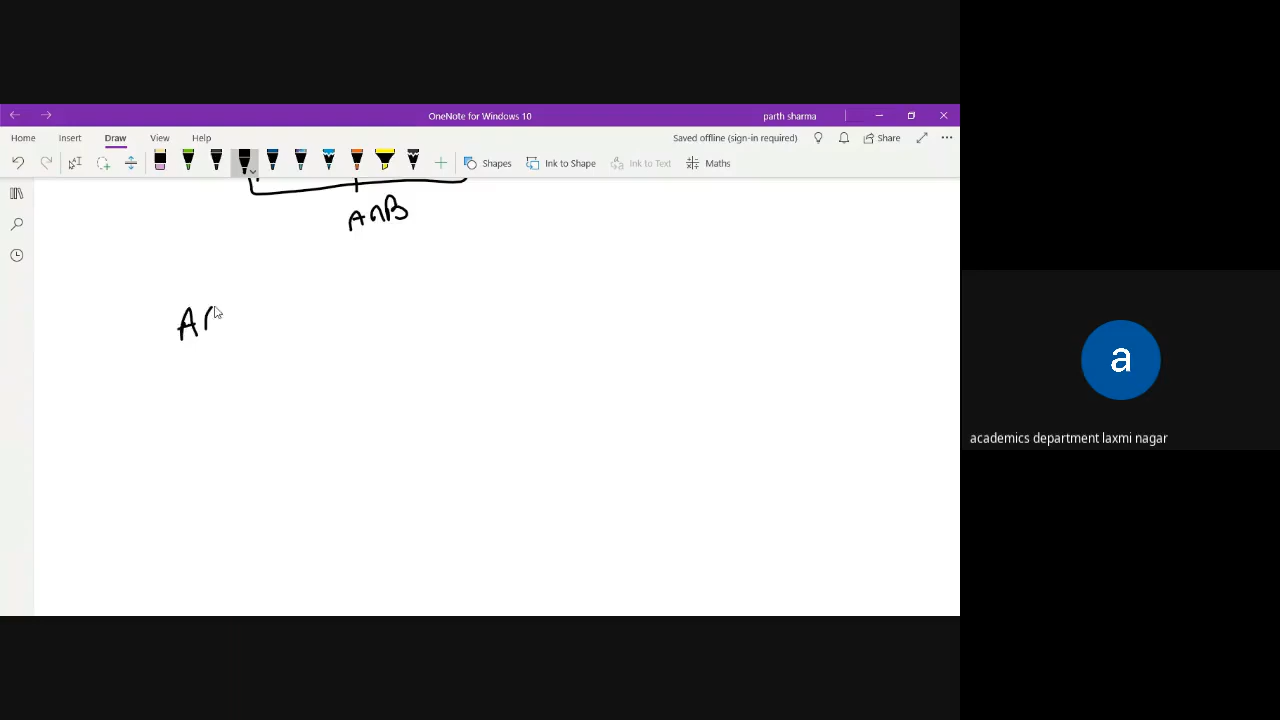 OneNote for Windows 10
parth sharma
Home Insert Draw View Help
Saved offline (sign-in required) Share
Shapes Ink to Shape Ink to Text Maths
A∩B
A
a
academics department laxmi nagar